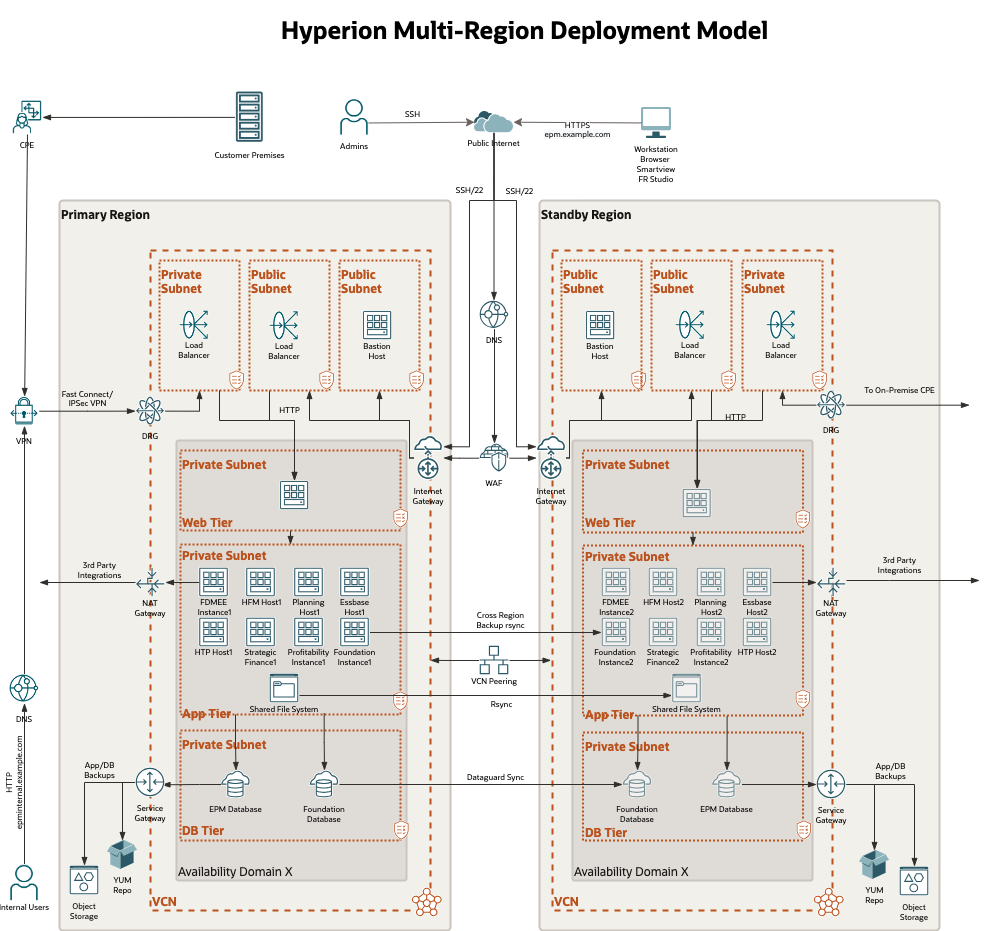 Hyperion Multi-Region Deployment Model
CPE
Customer Premises
Admins
SSH
Public Internet
HTTPS
epm.example.com
Workstation
Browser
Smartview
FR Studio
SSH/22
SSH/22
Primary Region
Private
Subnet
Load
Balancer
Public
Subnet
Load
Balancer
Public
Subnet
Bastion
Host
DNS
Fast Connect/
IPSec VPN
VPN
DRG
HTTP
Internet
Gateway
WAF
Private Subnet
Web Tier
Private Subnet
3rd Party
Integrations
NAT
Gateway
FDMEE
Instance1
HFM Host1
Planning
Host1
Essbase
Host1
HTP Host1
Strategic
Finance1
Profitability
Instance1
Foundation
Instance1
Shared File System
App Tier
Cross Region
Backup rsync
VCN Peering
Rsync
Private Subnet
EPM Database
Foundation
Database
DB Tier
Dataguard Sync
App/DB
Backups
Service
Gateway
YUM
Repo
Object
Storage
Availability Domain X
VCN
DNS
HTTP
epminternal.example.com
Internal Users
Standby Region
Public
Subnet
Bastion
Host
Public
Subnet
Load
Balancer
Private
Subnet
Load
Balancer
To On-Premise CPE
DRG
HTTP
Internet
Gateway
Private Subnet
Web Tier
Private Subnet
FDMEE
Instance2
HFM Host2
Planning
Host2
Essbase
Host2
Foundation
Instance2
Strategic
Finance2
Profitability
Instance2
HTP Host2
Shared File System
App Tier
3rd Party
Integrations
NAT
Gateway
Private Subnet
Foundation
Database
EPM Database
DB Tier
App/DB
Backups
Service
Gateway
YUM
Repo
Object
Storage
Availability Domain X
VCN